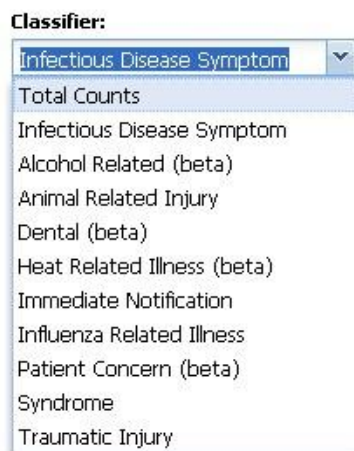 Classifier:
Infectious Disease Symptom
Total Counts
Infectious Disease Symptom
Alcohol Related (beta)
Animal Related Injury
Dental (beta)
Heat Related Illness (beta)
Immediate Notification
Influenza Related Illness
Patient Concern (beta)
Syndrome
Traumatic Injury